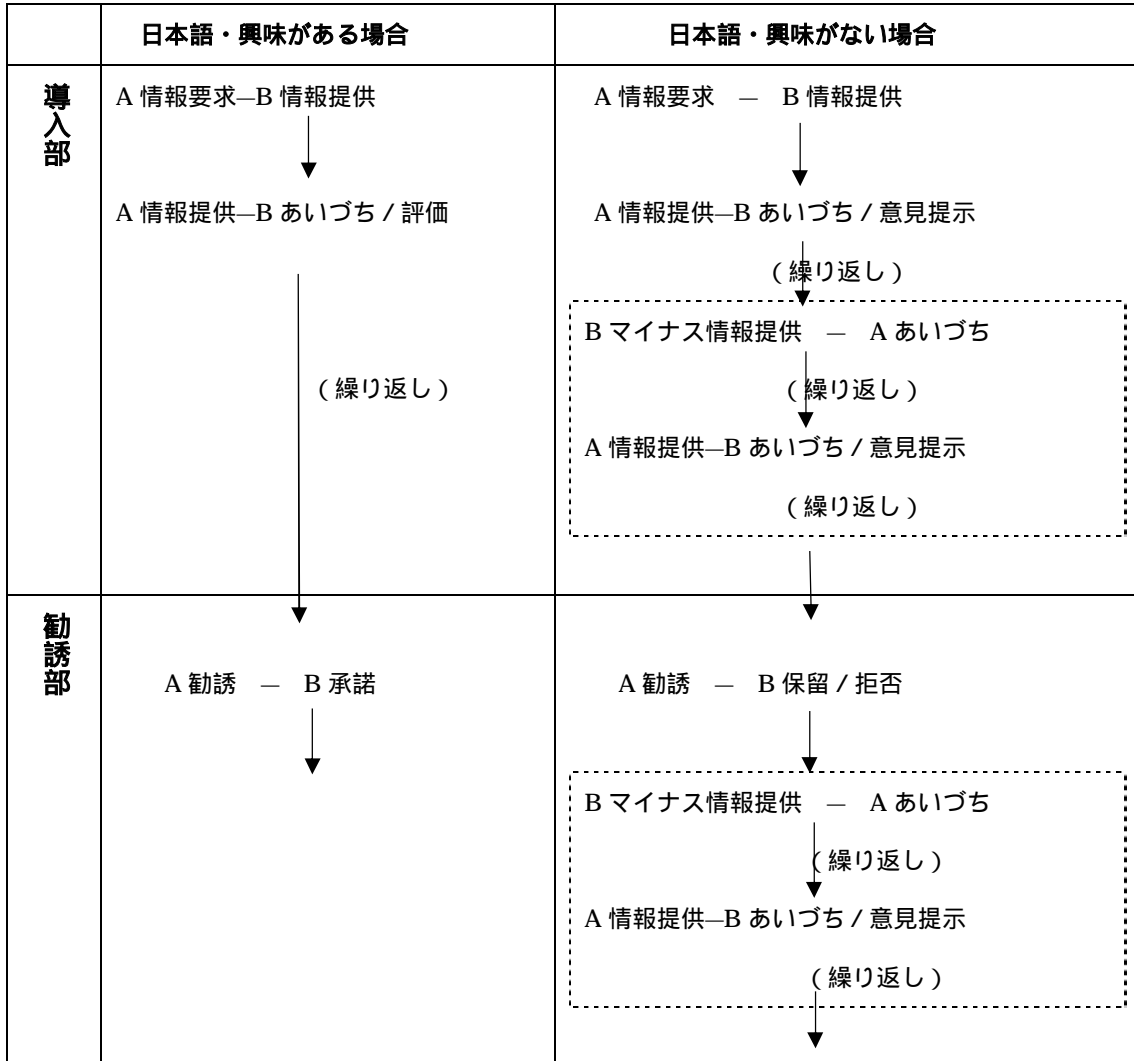 日本語・興味がある場合
日本語・興味がない場合
導入部
A 情報要求―B 情報提供
A 情報提供―B あいづち / 評価
( 繰り返し )
A 情報要求 ― B 情報提供
A 情報提供―B あいづち / 意見提示
( 繰り返し )
B マイナス情報提供 ― A あいづち
( 繰り返し )
A 情報提供―B あいづち / 意見提示
( 繰り返し )
勧誘部
A 勧誘 ― B 承諾
A 勧誘 ― B 保留 / 拒否
B マイナス情報提供 ― A あいづち
( 繰り返し )
A 情報提供―B あいづち / 意見提示
( 繰り返し )